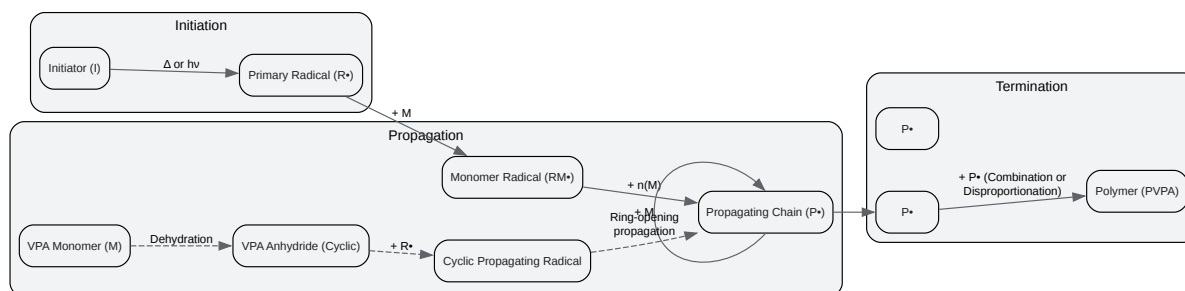 Initiation
Initiator (I)
Δ or hν
Primary Radical (R•)
+ M
Propagation
Monomer Radical (RM•)
+ n(M)
+ M
Propagating Chain (P•)
Ring-opening
propagation
VPA Monomer (M)
Dehydration
VPA Anhydride (Cyclic)
+ R•
Cyclic Propagating Radical
Termination
P•
P•
+ P• (Combination or
Disproportionation)
Polymer (PVPA)